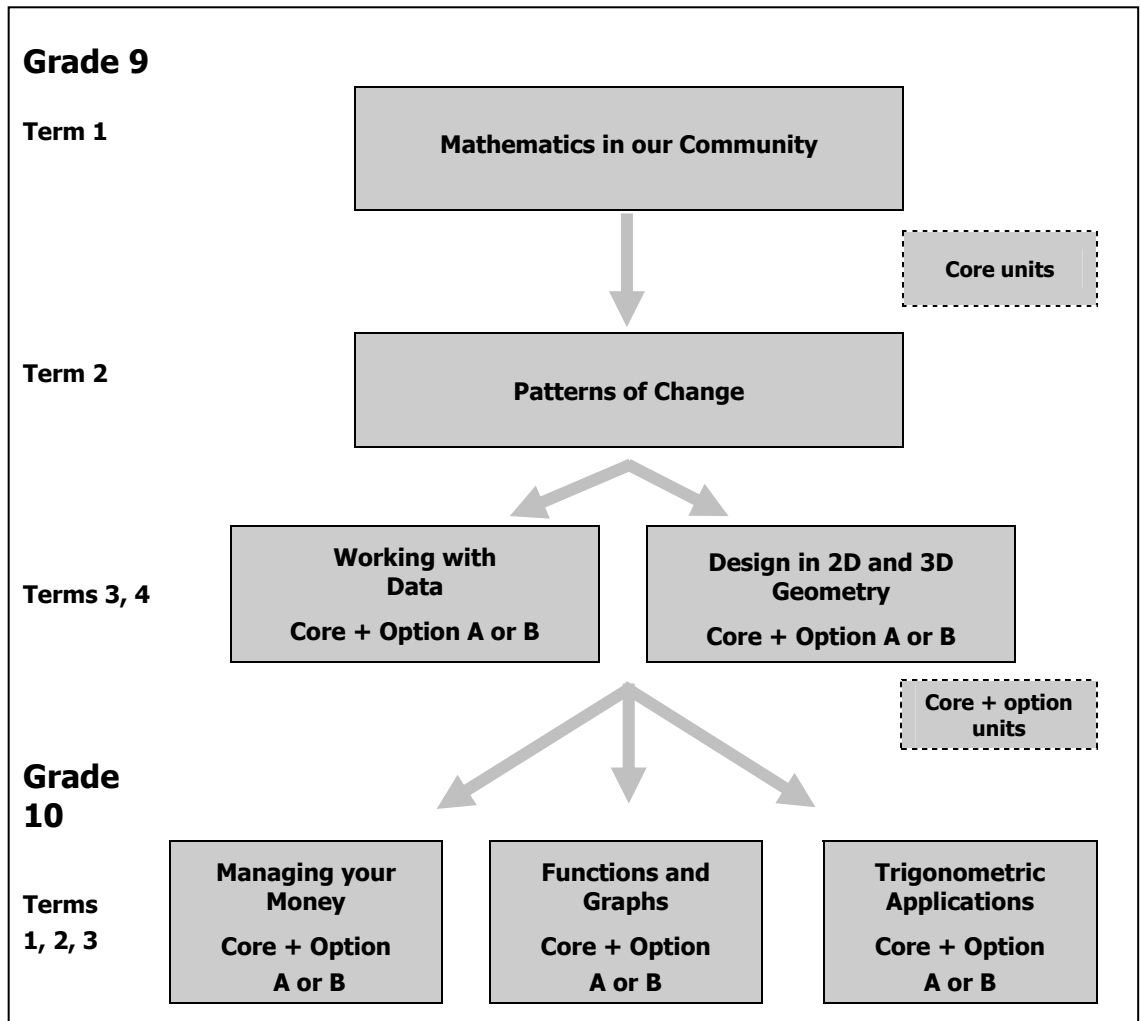 Grade 9
Term 1
Mathematics in our Community
Core units
Term 2
Patterns of Change
Terms 3, 4
Working with
Data
Core + Option A or B
Design in 2D and 3D
Geometry
Core + Option A or B
Core + option
units
Grade
10
Terms
1, 2, 3
Managing your
Money
Core + Option
A or B
Functions and
Graphs
Core + Option
A or B
Trigonometric
Applications
Core + Option
A or B